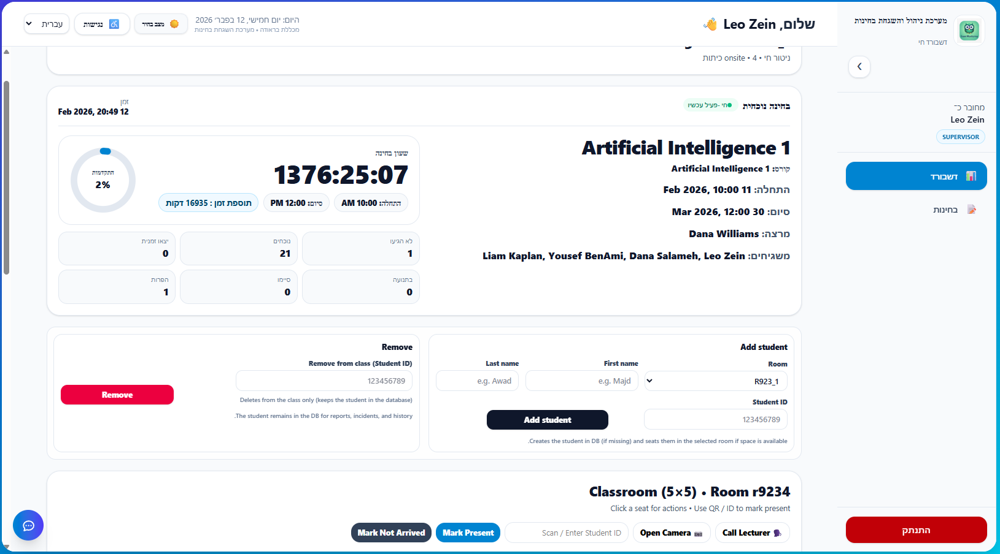 מערכת ניהול והשגחת בחינות
דשבורד חי
מחובר כ־
Leo Zein
SUPERVISOR
דשבורד
בחינות
התנתק
שלום, Leo Zein
היום: יום חמישי, 12 בפבר׳ 2026
מכללת בראודה • מערכת השגחת בחינות
מצב בהיר
נגישות
עברית
ניטור חי • 4 • onsite כיתות
בחינה נוכחית
חי -פעיל עכשיו
זמן
12 Feb 2026, 20:49
Artificial Intelligence 1
קורס: Artificial Intelligence 1
התחלה: 11 Feb 2026, 10:00
סיום: 30 Mar 2026, 12:00
מרצה: Dana Williams
משגיחים: Liam Kaplan, Yousef BenAmi, Dana Salameh, Leo Zein
שעון בחינה
1376:25:07
התחלה: 10:00 AM
סיום: 12:00 PM
תוספת זמן : 16935 דקות
התקדמות
2%
לא הגיעו
1
נוכחים
21
יצאו זמנית
0
בתנועה
0
סיימו
0
הפרות
1
Add student
Room
R923_1
First name
e.g. Majd
Last name
e.g. Awad
Student ID
123456789
Add student
Creates the student in DB (if missing) and seats them in the selected room if space is available.
Remove
Remove from class (Student ID)
123456789
Remove
Deletes from the class only (keeps the student in the database)
The student remains in the DB for reports, incidents, and history.
Classroom (5×5) • Room r9234
Click a seat for actions • Use QR / ID to mark present
Call Lecturer
Open Camera
Scan / Enter Student ID
Mark Present
Mark Not Arrived